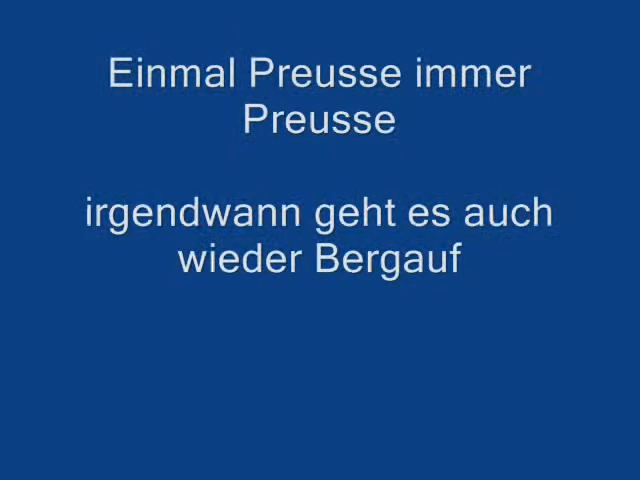 Einmal Preusse immer
Preusse
irgendwann geht es auch
wieder Bergauf